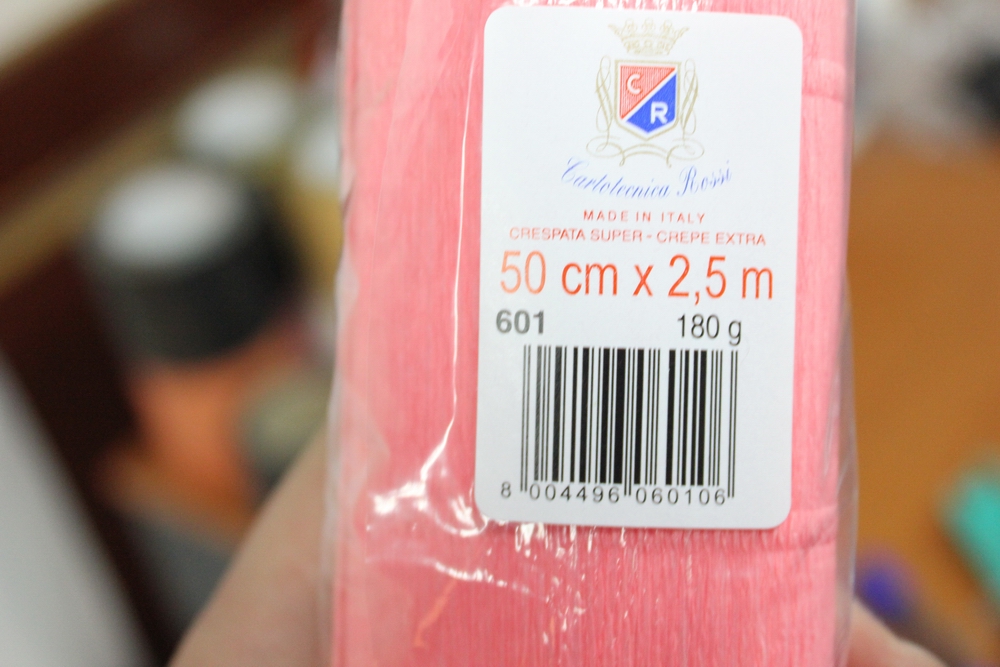 C
R
Cartotecnica Rossi
MADE IN ITALY
CRESPATA SUPER - CREPE EXTRA
50 cm x 2,5 m
601 180 g
8 004496 060106